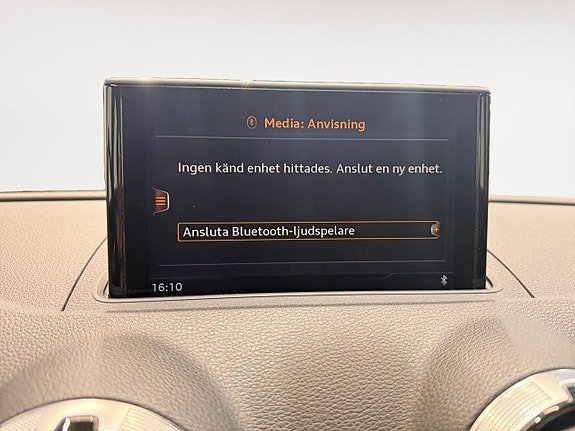 Media: Anvisning
Ingen känd enhet hittades. Anslut en ny enhet.
Ansluta Bluetooth-ljudspelare
16:10